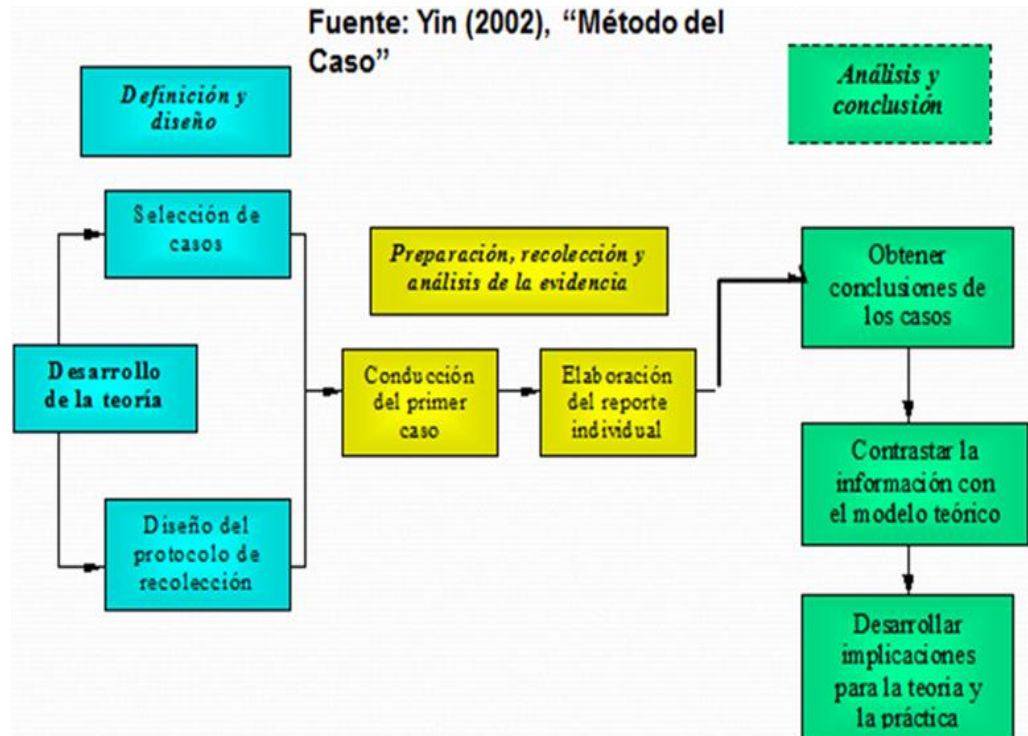 Fuente: Yin (2002), “Método del
Caso”
Definición y
diseño
Análisis y
conclusión
Selección de
casos
Preparación, recolección y
análisis de la evidencia
Obtener
conclusiones de
los casos
Desarrollo
de la teoría
Conducción
del primer
caso
Elaboración
del reporte
individual
Contrastar la
información con
el modelo teórico
Diseño del
protocolo de
recolección
Desarrollar
implicaciones
para la teoria y
la práctica